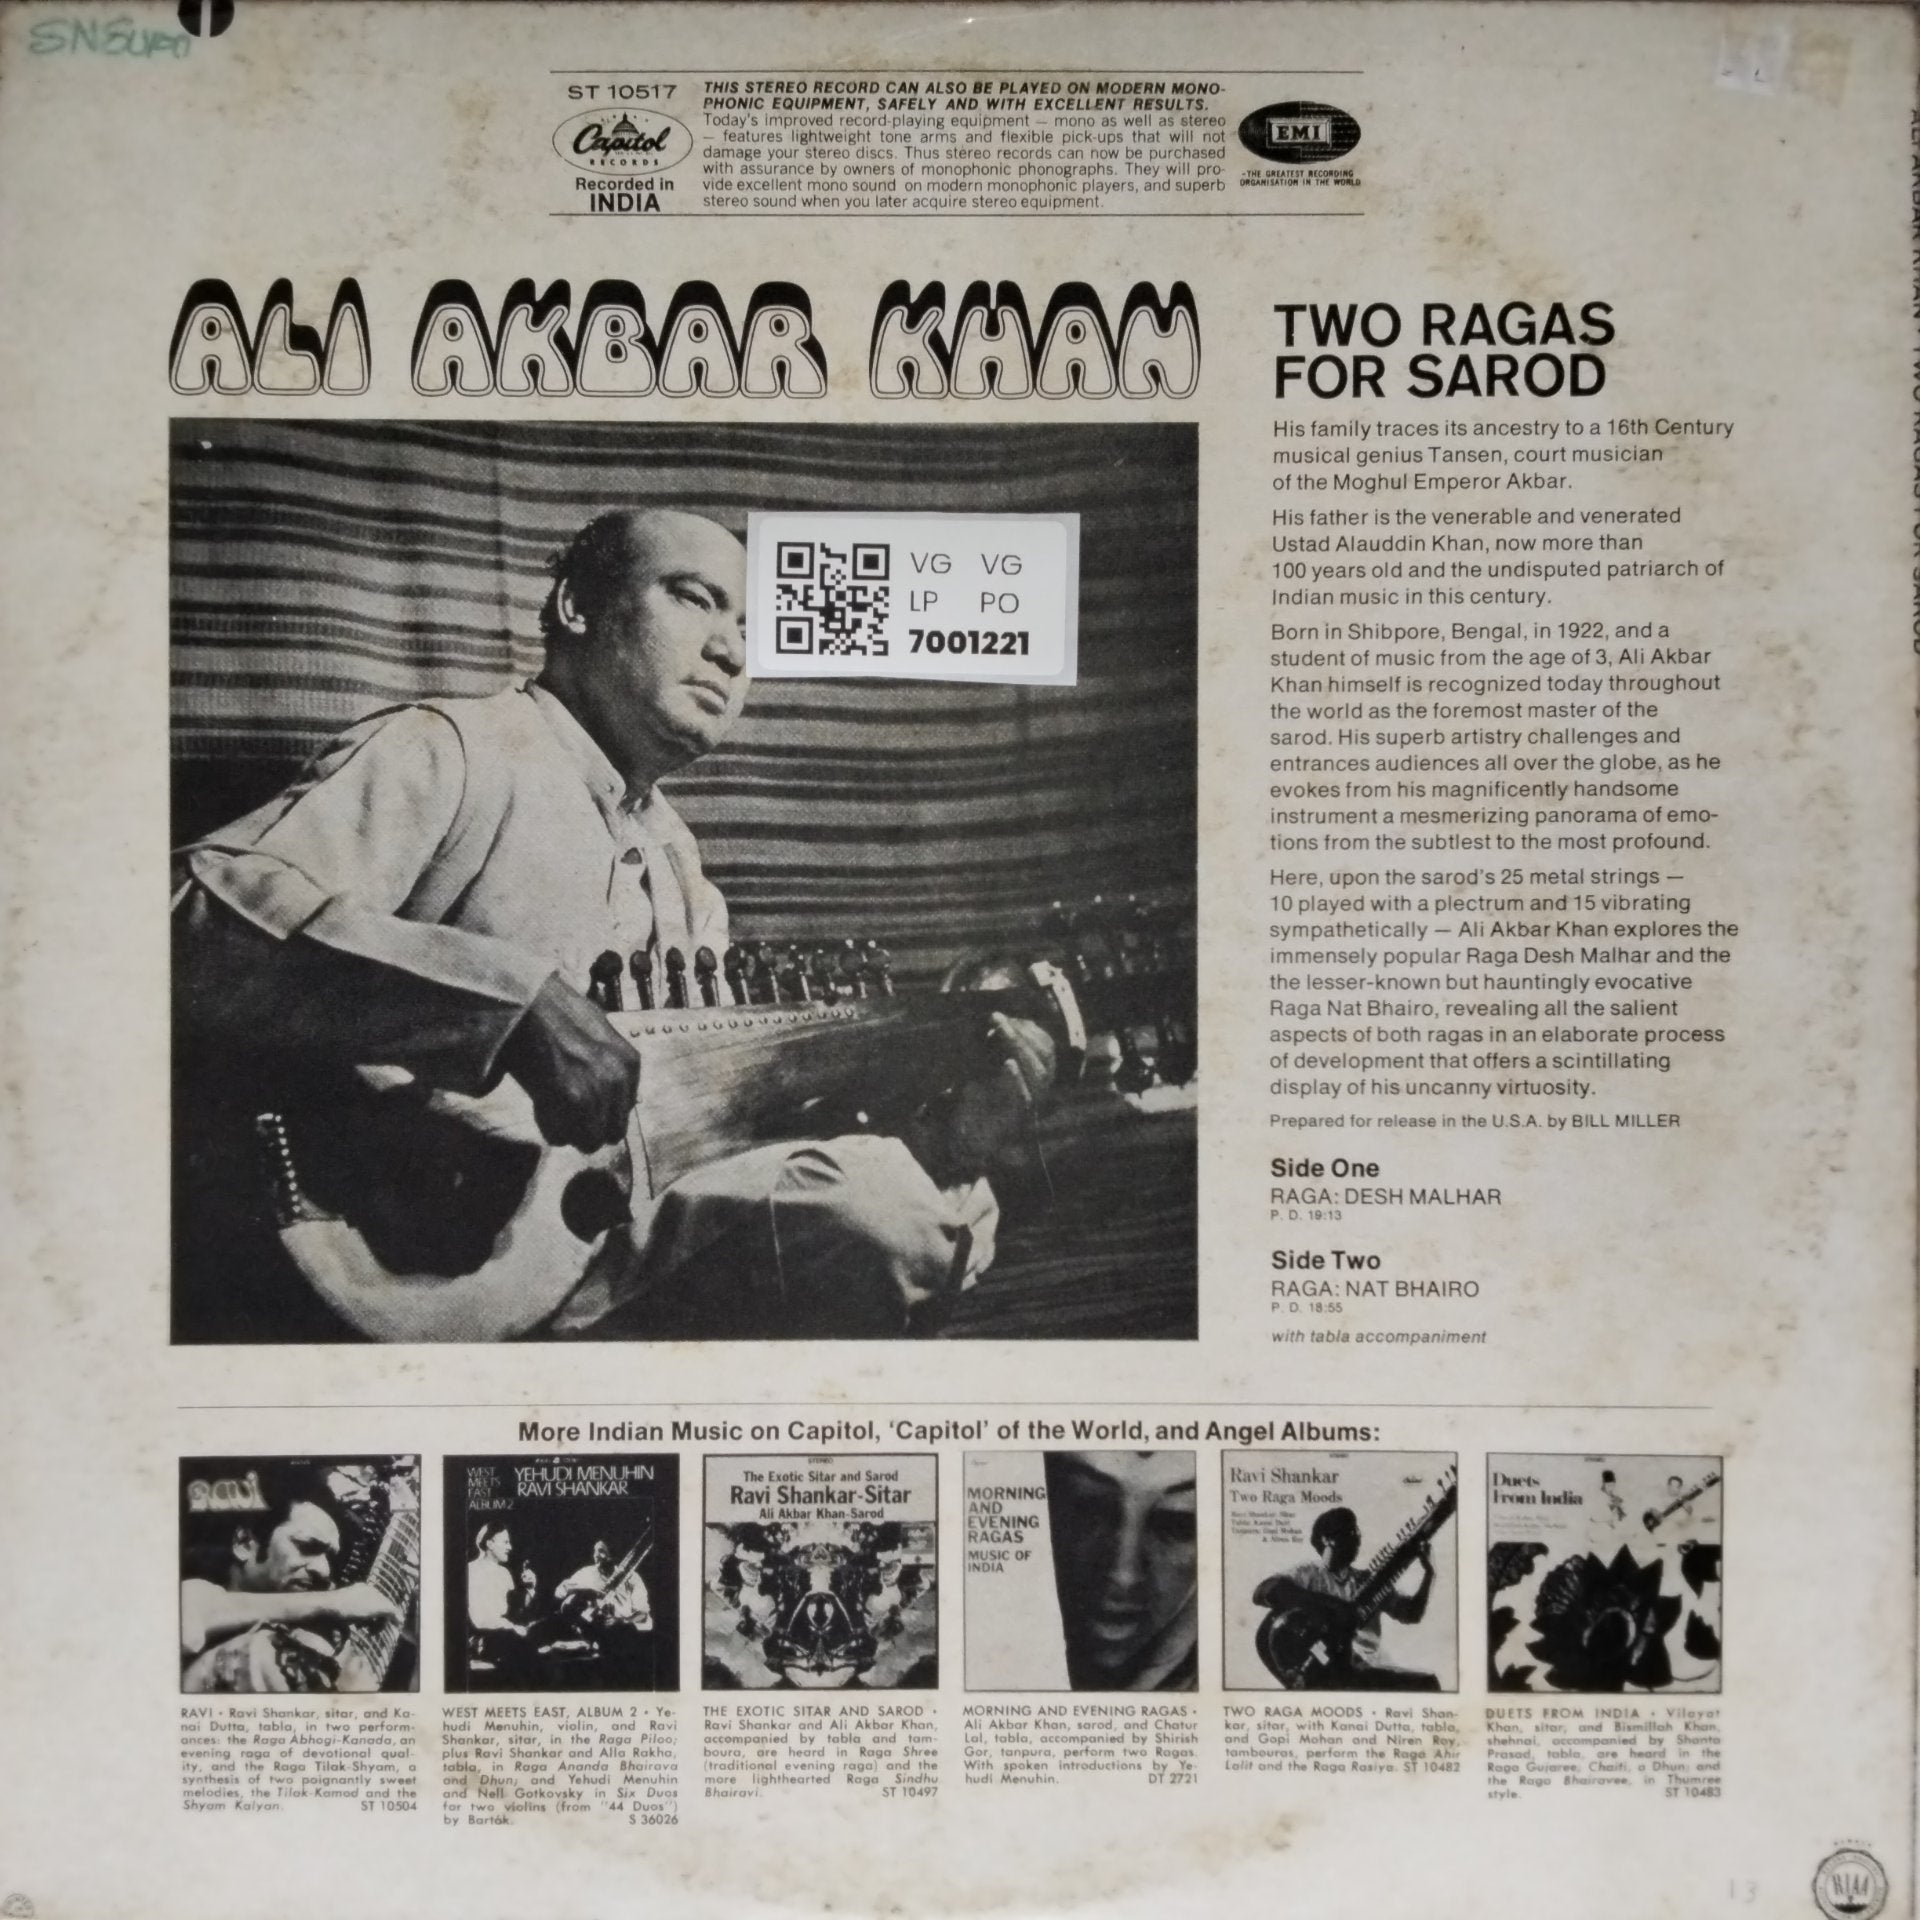 ST 10517
Capitol
RECORDS
Recorded in
INDIA
THIS STEREO RECORD CAN ALSO BE PLAYED ON MODERN MONO-
PHONIC EQUIPMENT, SAFELY AND WITH EXCELLENT RESULTS.
Today's improved record-playing equipment — mono as well as stereo
— features lightweight tone arms and flexible pick-ups that will not
damage your stereo discs. Thus stereo records can now be purchased
with assurance by owners of monophonic phonographs. They will pro-
vide excellent mono sound on modern monophonic players, and superb
stereo sound when you later acquire stereo equipment.
EMI
-THE GREATEST RECORDING
ORGANISATION IN THE WORLD
ALI AKBAR KHAN
TWO RAGAS
FOR SAROD
His family traces its ancestry to a 16th Century
musical genius Tansen, court musician
of the Moghul Emperor Akbar.
His father is the venerable and venerated
Ustad Alauddin Khan, now more than
100 years old and the undisputed patriarch of
Indian music in this century.
Born in Shibpore, Bengal, in 1922, and a
student of music from the age of 3, Ali Akbar
Khan himself is recognized today throughout
the world as the foremost master of the
sarod. His superb artistry challenges and
entrances audiences all over the globe, as he
evokes from his magnificently handsome
instrument a mesmerizing panorama of emo-
tions from the subtlest to the most profound.
Here, upon the sarod's 25 metal strings —
10 played with a plectrum and 15 vibrating
sympathetically — Ali Akbar Khan explores the
immensely popular Raga Desh Malhar and the
the lesser-known but hauntingly evocative
Raga Nat Bhairo, revealing all the salient
aspects of both ragas in an elaborate process
of development that offers a scintillating
display of his uncanny virtuosity.
Prepared for release in the U.S.A. by BILL MILLER
Side One
RAGA: DESH MALHAR
P. D. 19:13
Side Two
RAGA: NAT BHAIRO
P. D. 18:55
with tabla accompaniment
VG VG
LP PO
7001221
More Indian Music on Capitol, 'Capitol' of the World, and Angel Albums:
RAVI
WEST
MEETS
EAST
ALBUM 2
YEHUDI MENUHIN
RAVI SHANKAR
STEREO
The Exotic Sitar and Sarod
Ravi Shankar-Sitar
Ali Akbar Khan-Sarod
MORNING
AND
EVENING
RAGAS
MUSIC OF
INDIA
Ravi Shankar
Two Raga Moods
Duets
From India
RAVI • Ravi Shankar, sitar, and Ka-
nai Dutta, tabla, in two perform-
ances: the Raga Abhogi-Kanada, an
evening raga of devotional qual-
ity, and the Raga Tilak-Shyam, a
synthesis of two poignantly sweet
melodies, the Tilak-Kamod and the
Shyam Kalyan. ST 10504
WEST MEETS EAST, ALBUM 2 • Ye-
hudi Menuhin, violin, and Ravi
Shankar, sitar, in the Raga Piloo;
plus Ravi Shankar and Alla Rakha,
tabla, in Raga Ananda Bhairava
and Dhun; and Yehudi Menuhin
and Nell Gotkovsky in Six Duos
for two violins (from "44 Duos")
by Bartók. S 36026
THE EXOTIC SITAR AND SAROD •
Ravi Shankar and Ali Akbar Khan,
accompanied by tabla and tam-
boura, are heard in Raga Shree
(traditional evening raga) and the
more lighthearted Raga Sindhu
Bhairavi. ST 10497
MORNING AND EVENING RAGAS •
Ali Akbar Khan, sarod, and Chatur
Lal, tabla, accompanied by Shirish
Gor, tanpura, perform two Ragas.
With spoken introductions by Ye-
hudi Menuhin. DT 2721
TWO RAGA MOODS • Ravi Shan-
kar, sitar, with Kanai Dutta, tabla,
and Gopi Mohan and Niren Roy,
tambouras, perform the Raga Ahir
Lalit and the Raga Rasiya. ST 10482
DUETS FROM INDIA • Vilayat
Khan, sitar, and Bismillah Khan,
shehnai, accompanied by Shanta
Prasad, tabla, are heard in the
Raga Gujaree, Chaiti, a Dhun; and
the Raga Bhairavee, in Thumree
style. ST 10483
13
RIAA
ALI AKBAR KHAN • TWO RAGAS FOR SAROD